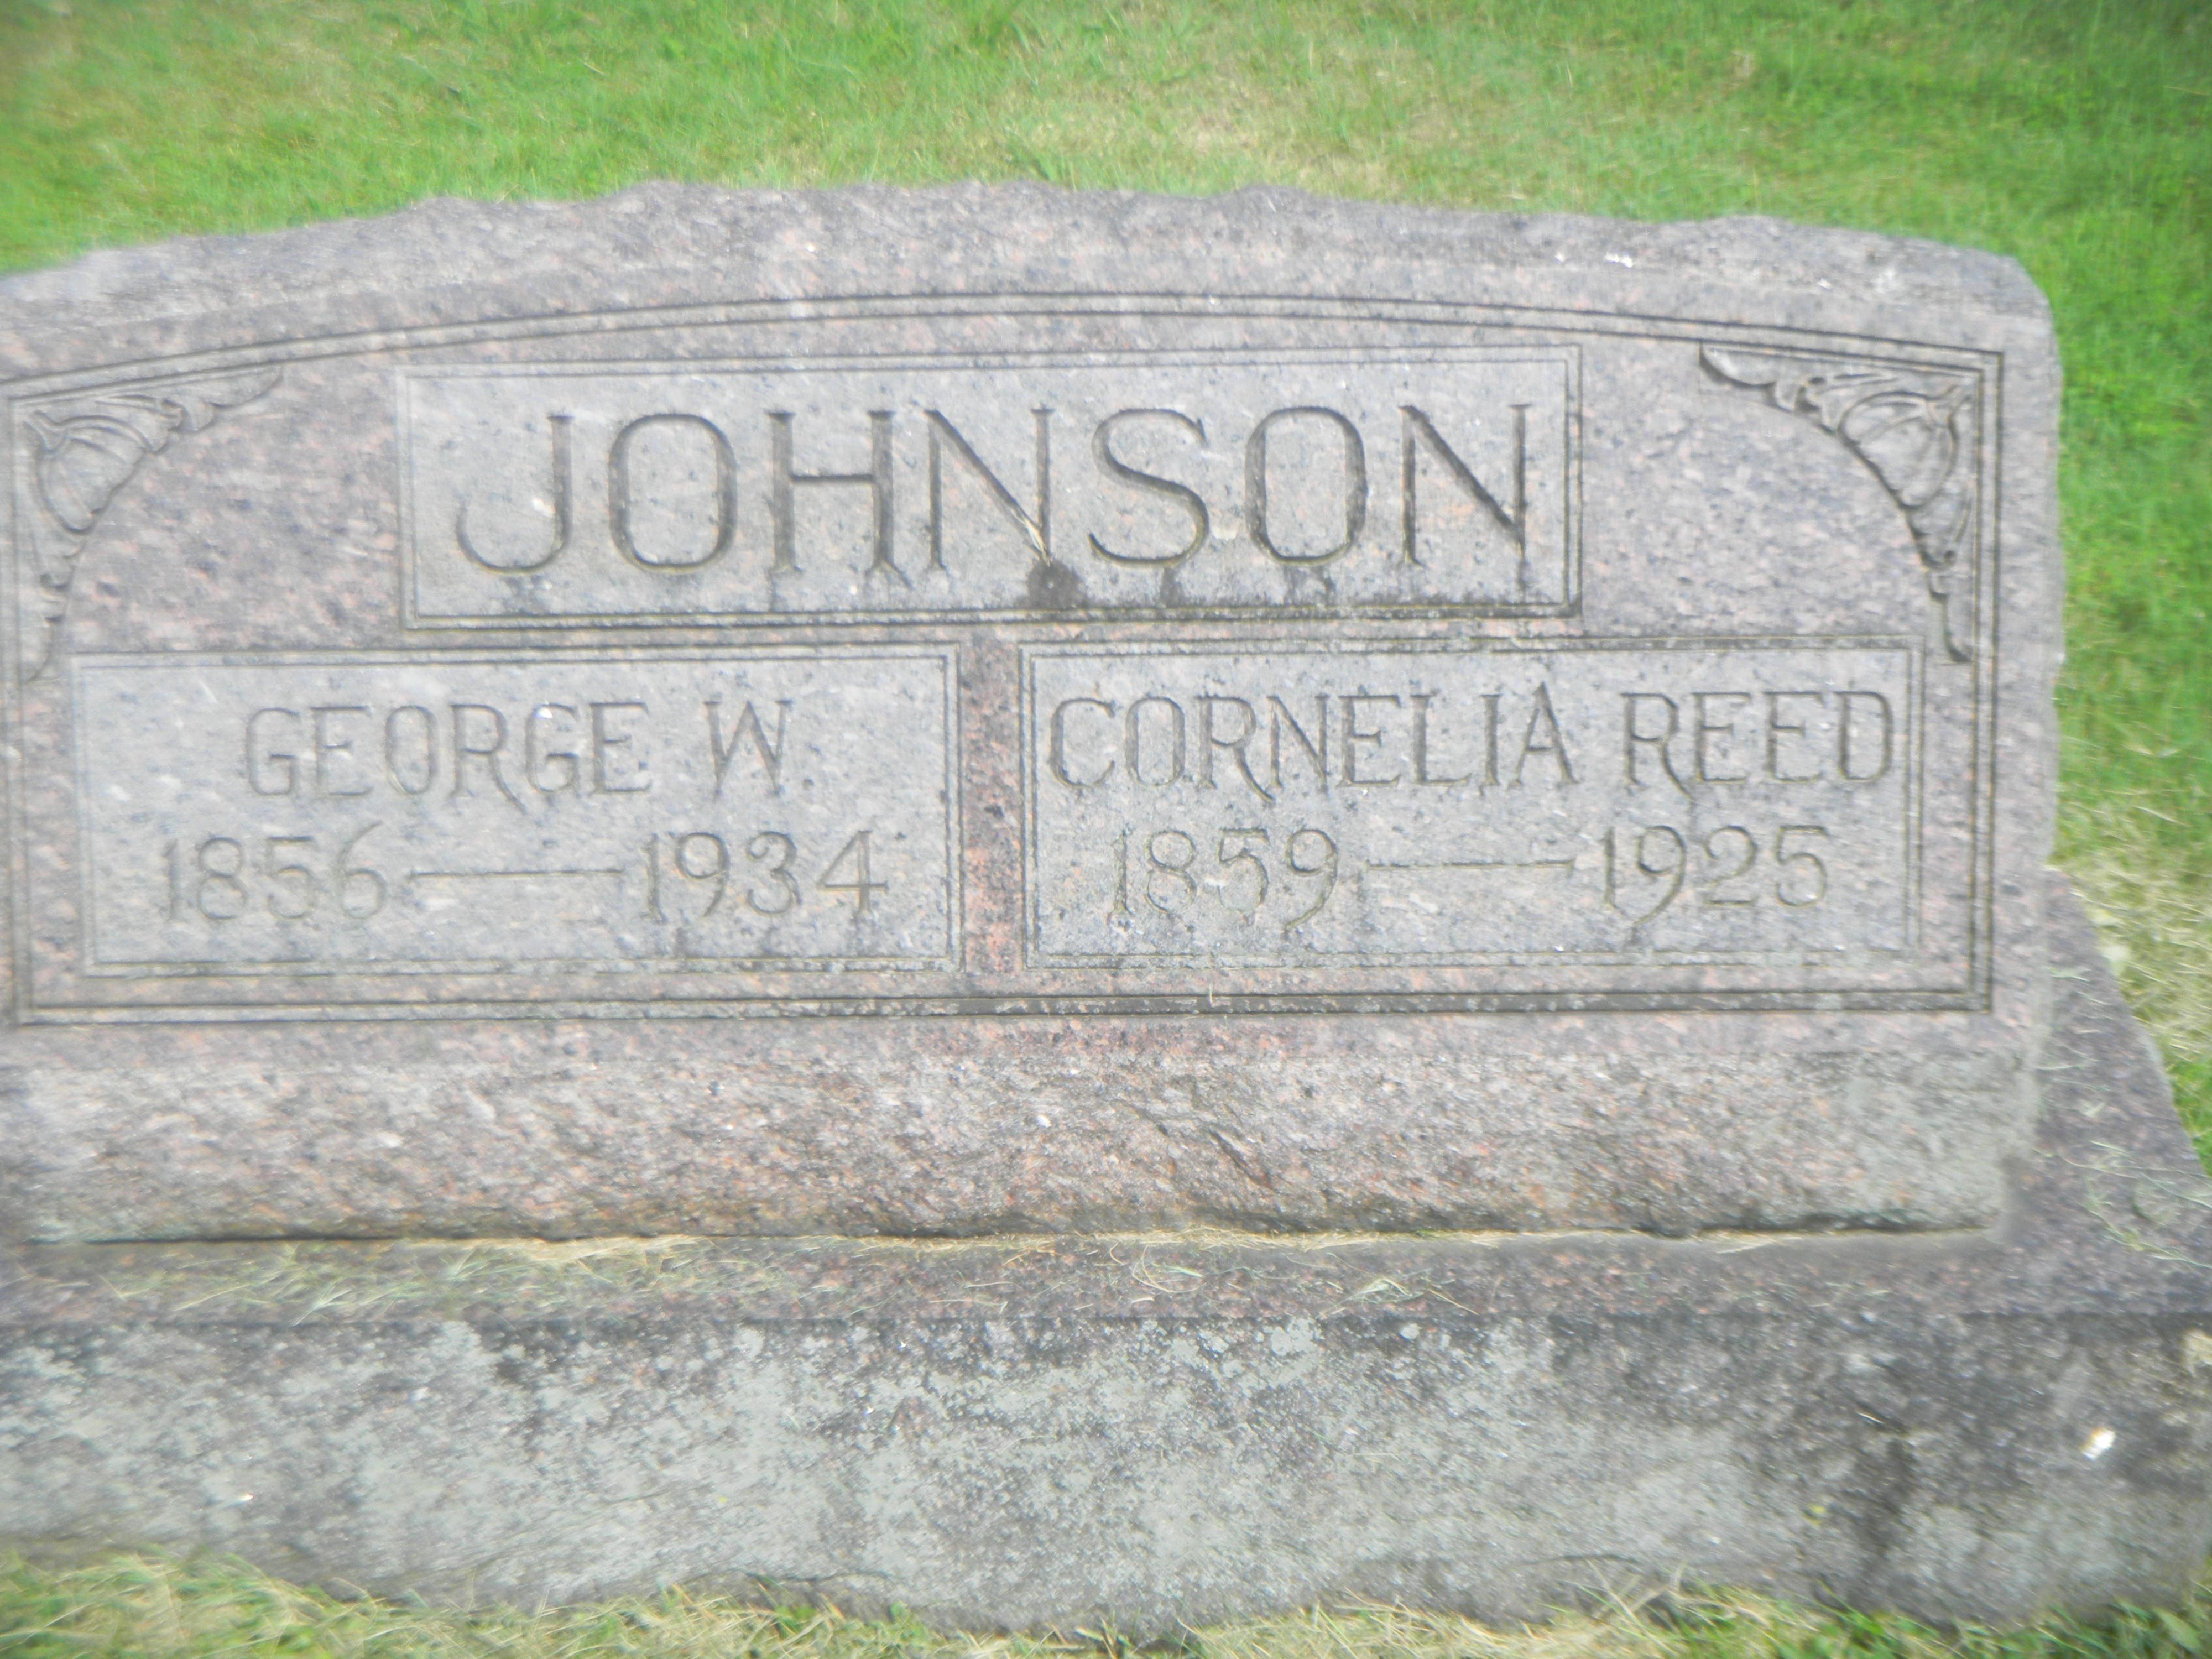 JOHNSON
GEORGE W
1856 — 1934
CORNELIA REED
1859 — 1925